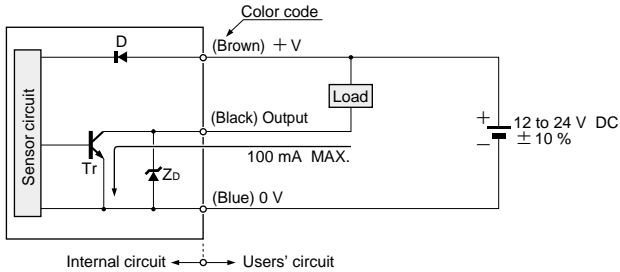 Color code
D
(Brown) +V
Sensor circuit
Load
(Black) Output
+
12 to 24 V DC
−
± 10 %
100 mA MAX.
Tr
ZD
(Blue) 0 V
Internal circuit
Users' circuit